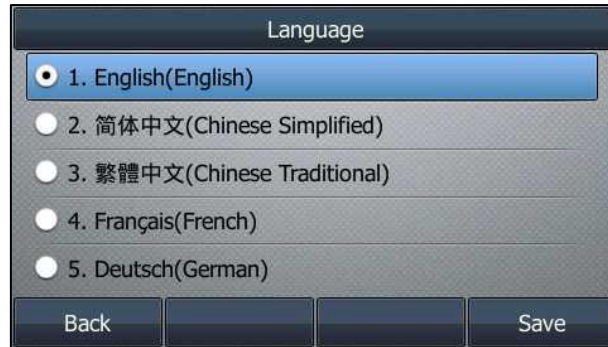 Language
1. English(English)
2. 简体中文(Chinese Simplified)
3. 繁體中文(Chinese Traditional)
4. Français(French)
5. Deutsch(German)
Back Save